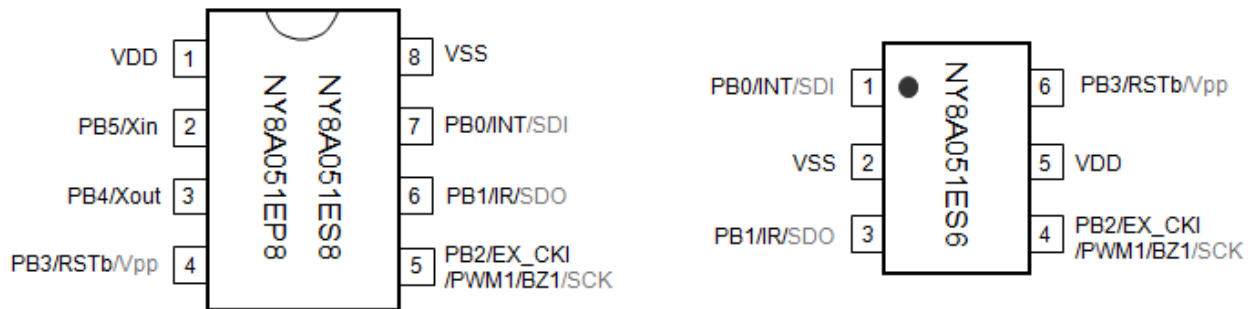 VDD 1
PB5/Xin 2
PB4/Xout 3
PB3/RSTb/Vpp 4
NY8A051EP8
NY8A051ES8
8 VSS
7 PB0/INT/SDI
6 PB1/IR/SDO
5 PB2/EX_CKI
/PWM1/BZ1/SCK
PB0/INT/SDI 1
VSS 2
PB1/IR/SDO 3
NY8A051ES6
6 PB3/RSTb/Vpp
5 VDD
4 PB2/EX_CKI
/PWM1/BZ1/SCK